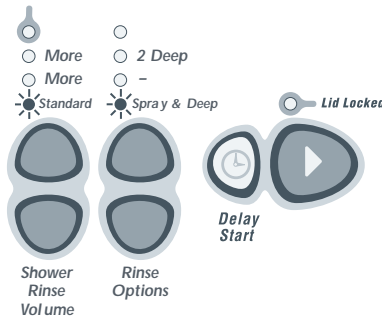 More
2 Deep
More
–
Standard
Spray & Deep
Lid Locked
Delay
Start
Shower
Rinse
Volume
Rinse
Options